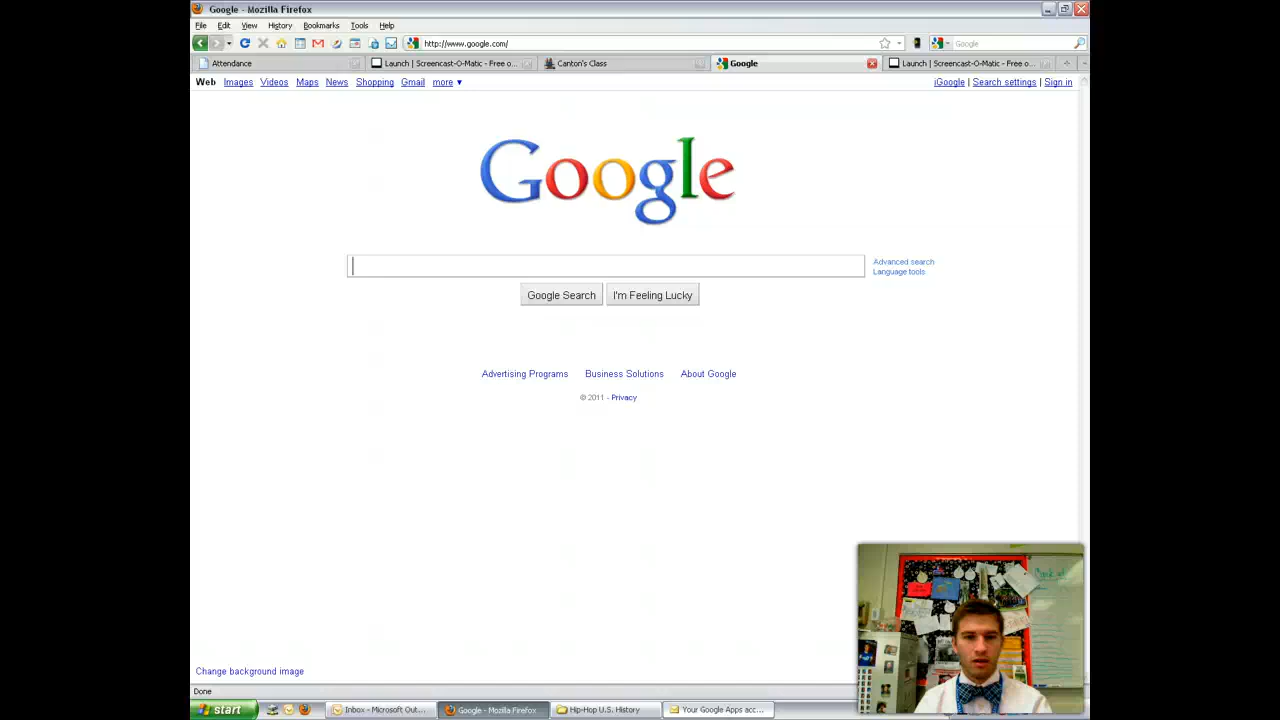 Google - Mozilla Firefox
File Edit View History Bookmarks Tools Help
http://www.google.com/ Google
Attendance Launch | Screencast-O-Matic - Free o... Canton's Class Google Launch | Screencast-O-Matic - Free o...
Web Images Videos Maps News Shopping Gmail more ▼ iGoogle | Search settings | Sign in
Google
Advanced search
Language tools
Google Search I'm Feeling Lucky
Advertising Programs Business Solutions About Google
© 2011 - Privacy
Change background image
Done
start Inbox - Microsoft Out... Google - Mozilla Firefox Hip-Hop U.S. History Your Google Apps acc...